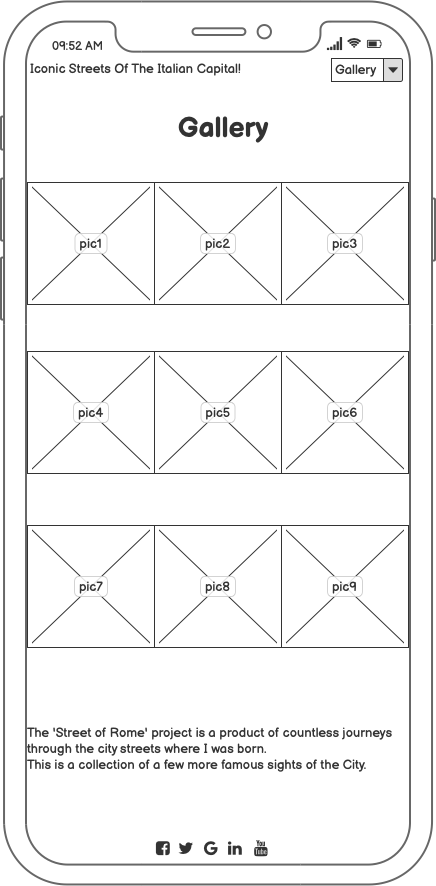 09:52 AM
Iconic Streets Of The Italian Capital!
Gallery
Gallery
pic1 pic2 pic3
pic4 pic5 pic6
pic7 pic8 pic9
The 'Street of Rome' project is a product of countless journeys
through the city streets where I was born.
This is a collection of a few more famous sights of the City.
You
Tube